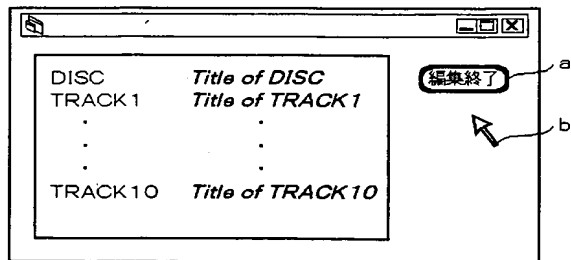 DISC Title of DISC
TRACK1 Title of TRACK1
TRACK10 Title of TRACK10
編集終了
a
b